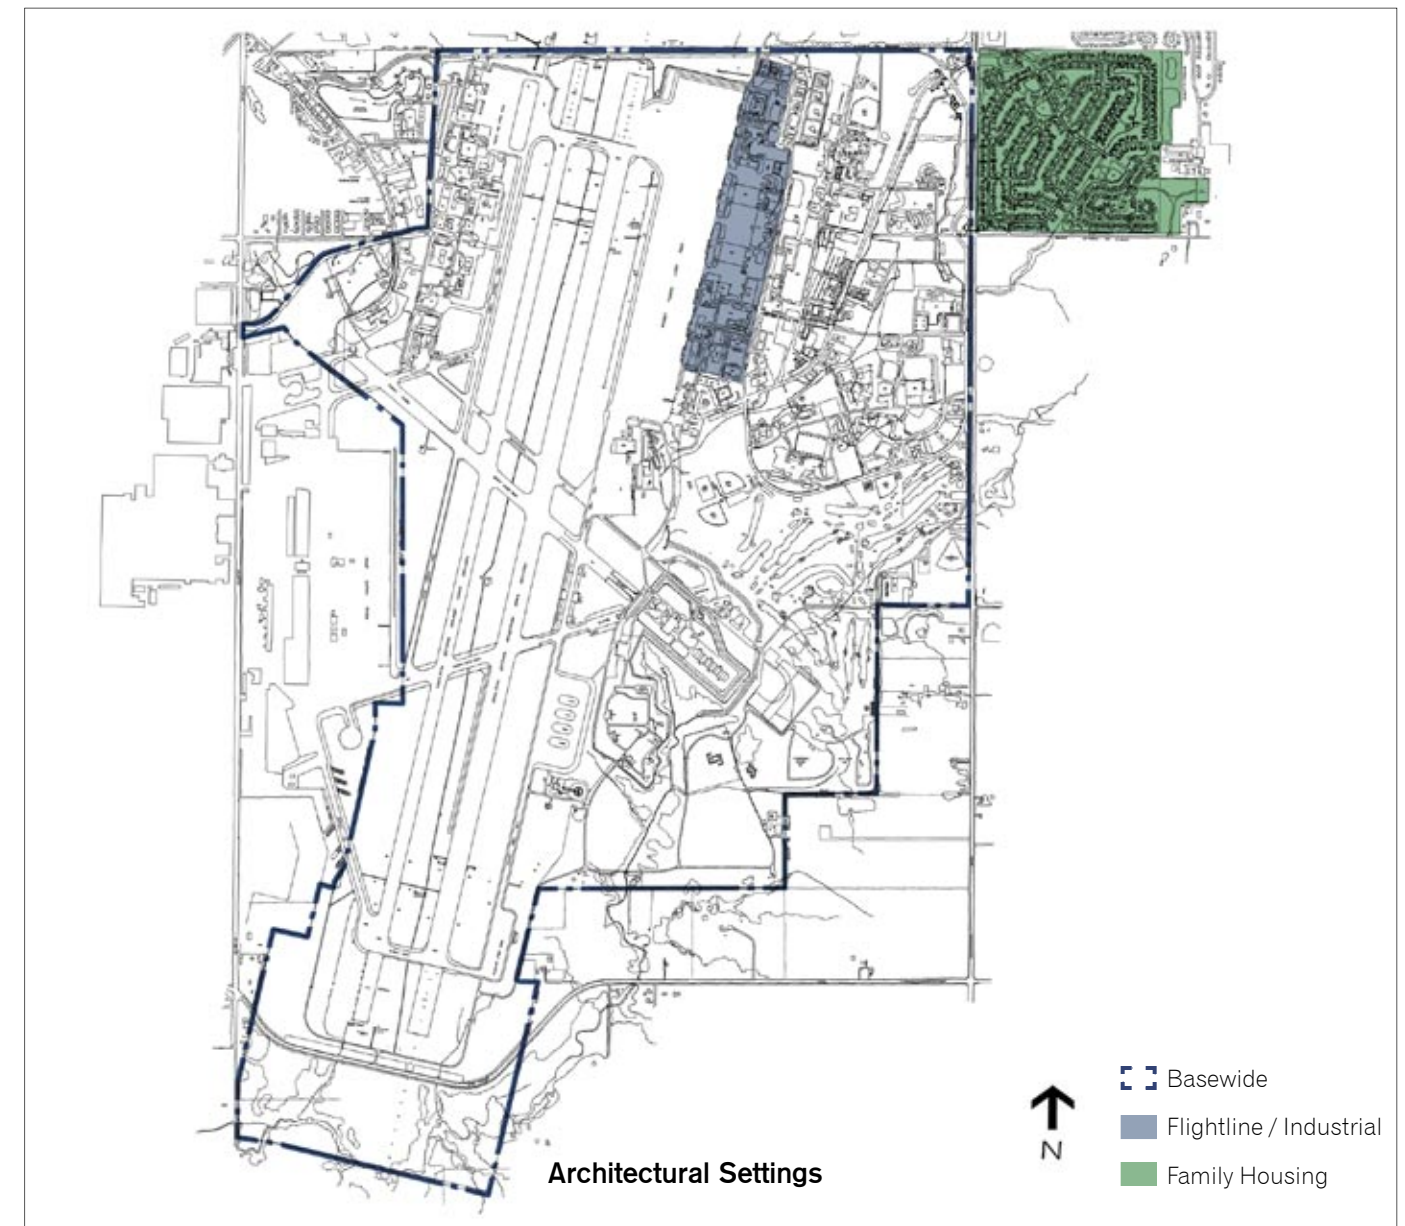 Basewide
N
Flightline / Industrial
Architectural Settings
Family Housing